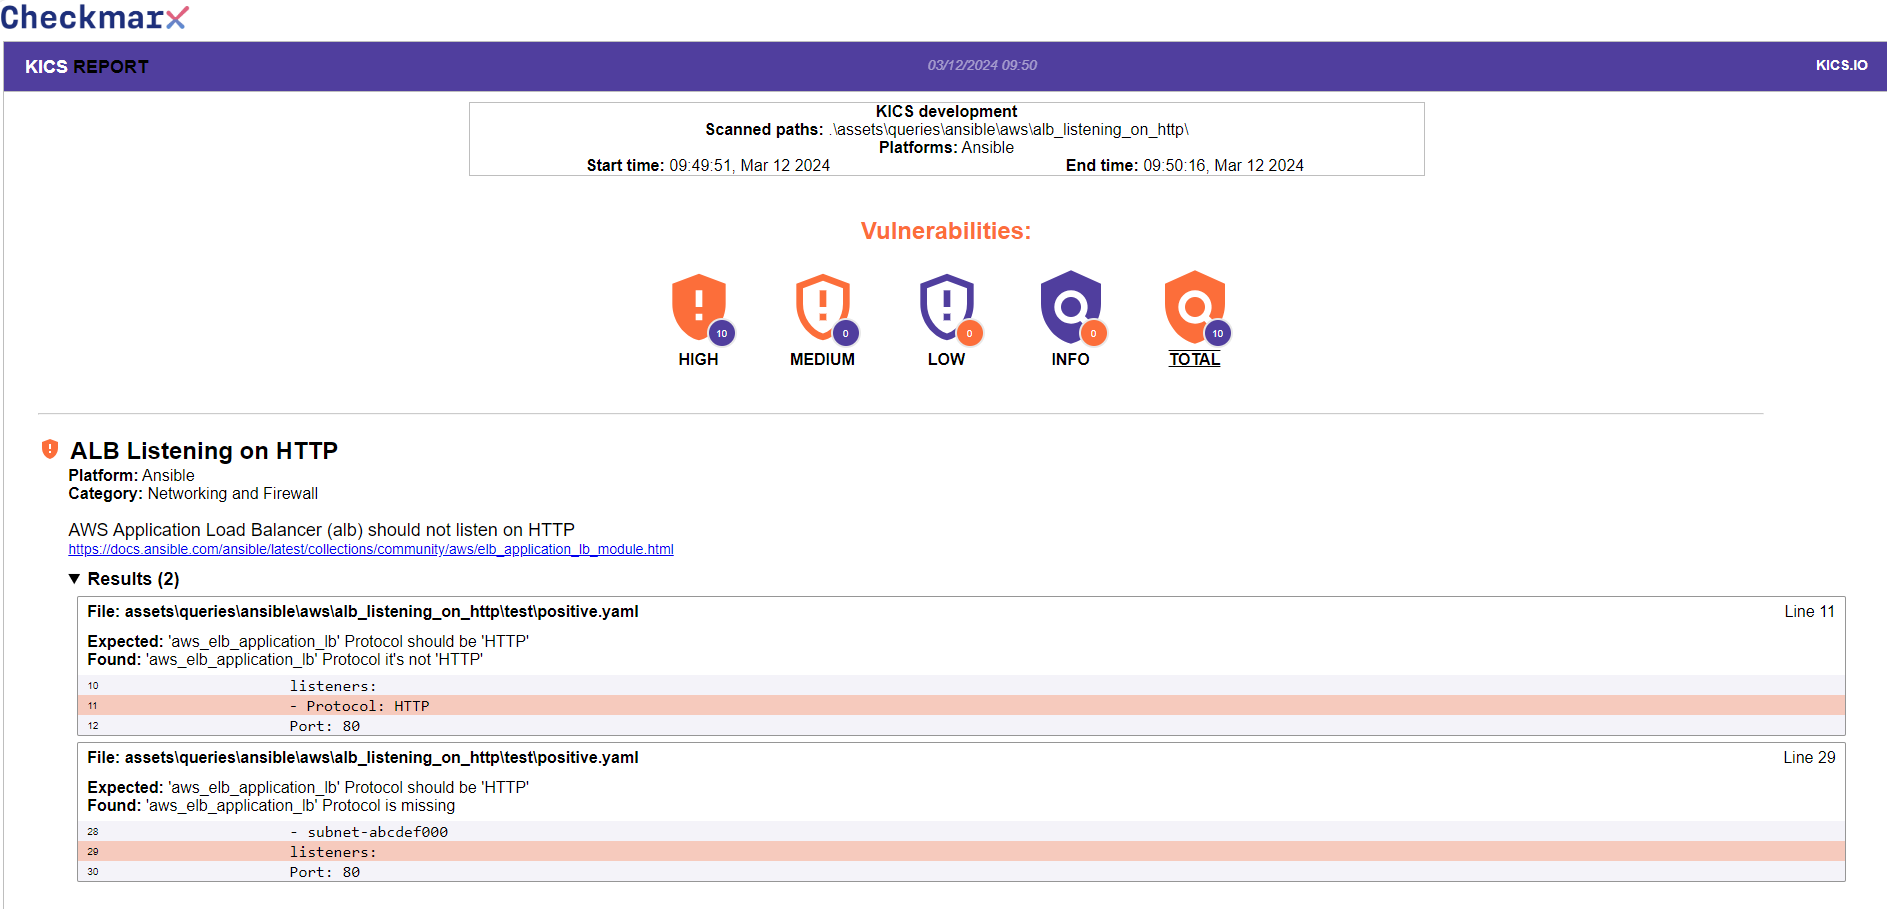 Checkmarx
KICS REPORT 03/12/2024 09:50 KICS.IO
KICS development
Scanned paths: .\assets\queries\ansible\aws\alb_listening_on_http\
Platforms: Ansible
Start time: 09:49:51, Mar 12 2024 End time: 09:50:16, Mar 12 2024
Vulnerabilities:
10 0 0 0 10
HIGH MEDIUM LOW INFO TOTAL
ALB Listening on HTTP
Platform: Ansible
Category: Networking and Firewall
AWS Application Load Balancer (alb) should not listen on HTTP
https://docs.ansible.com/ansible/latest/collections/community/aws/elb_application_lb_module.html
▼ Results (2)
File: assets\queries\ansible\aws\alb_listening_on_http\test\positive.yaml Line 11
Expected: 'aws_elb_application_lb' Protocol should be 'HTTP'
Found: 'aws_elb_application_lb' Protocol it's not 'HTTP'
10 listeners:
11 - Protocol: HTTP
12 Port: 80
File: assets\queries\ansible\aws\alb_listening_on_http\test\positive.yaml Line 29
Expected: 'aws_elb_application_lb' Protocol should be 'HTTP'
Found: 'aws_elb_application_lb' Protocol is missing
28 - subnet-abcdef000
29 listeners:
30 Port: 80